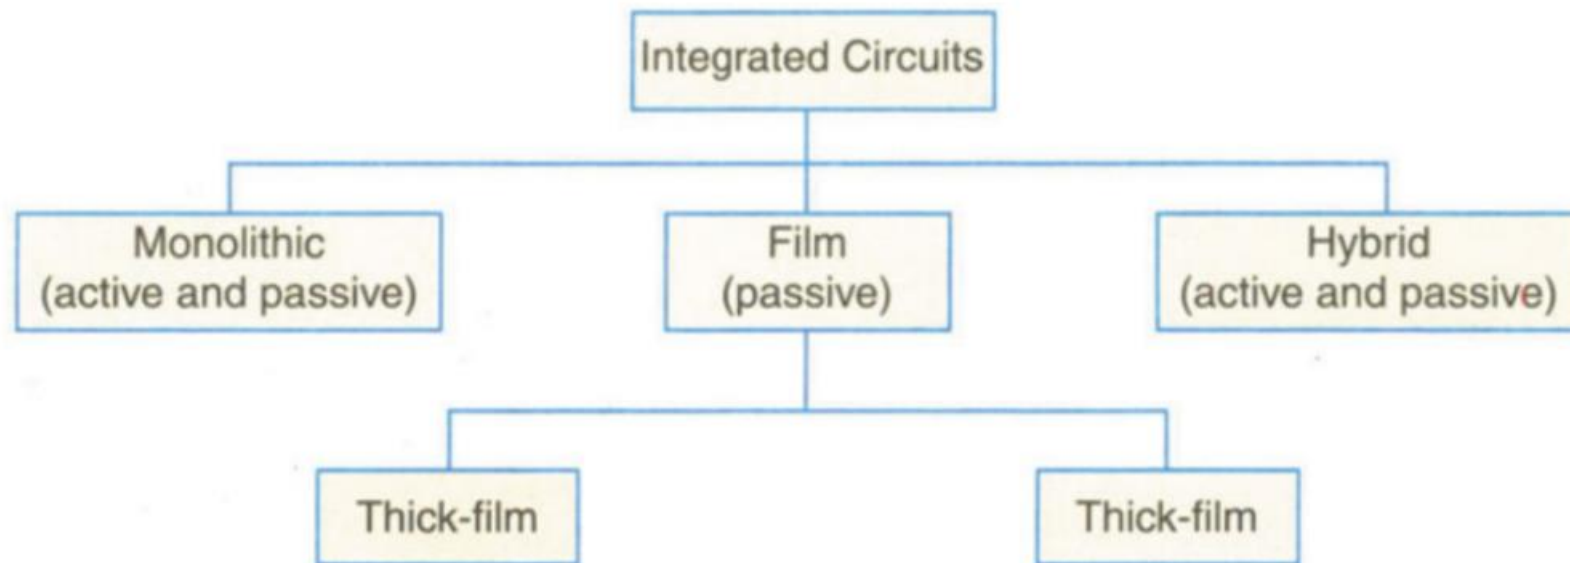 Integrated Circuits
Monolithic
(active and passive)
Film
(passive)
Hybrid
(active and passive)
Thick-film
Thick-film